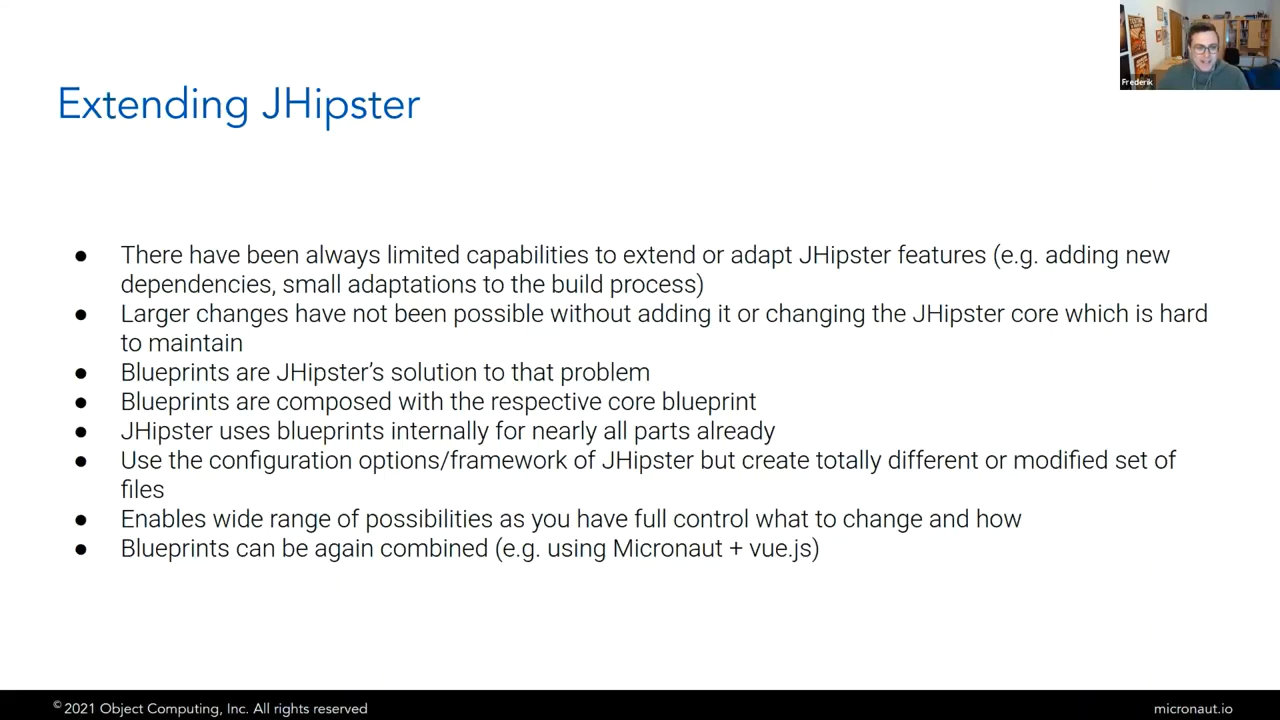 Frederik
Extending JHipster
● There have been always limited capabilities to extend or adapt JHipster features (e.g. adding new
dependencies, small adaptations to the build process)
● Larger changes have not been possible without adding it or changing the JHipster core which is hard
to maintain
● Blueprints are JHipster’s solution to that problem
● Blueprints are composed with the respective core blueprint
● JHipster uses blueprints internally for nearly all parts already
● Use the configuration options/framework of JHipster but create totally different or modified set of
files
● Enables wide range of possibilities as you have full control what to change and how
● Blueprints can be again combined (e.g. using Micronaut + vue.js)
© 2021 Object Computing, Inc. All rights reserved
micronaut.io